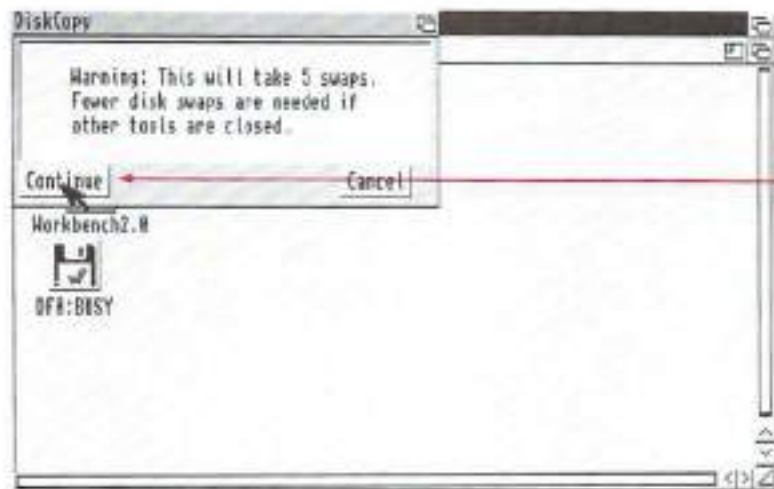 DiskCopy
Warning: This will take 5 swaps.
Fewer disk swaps are needed if
other tools are closed.
Continue
Cancel
Workbench2.0
DF0:BUSY